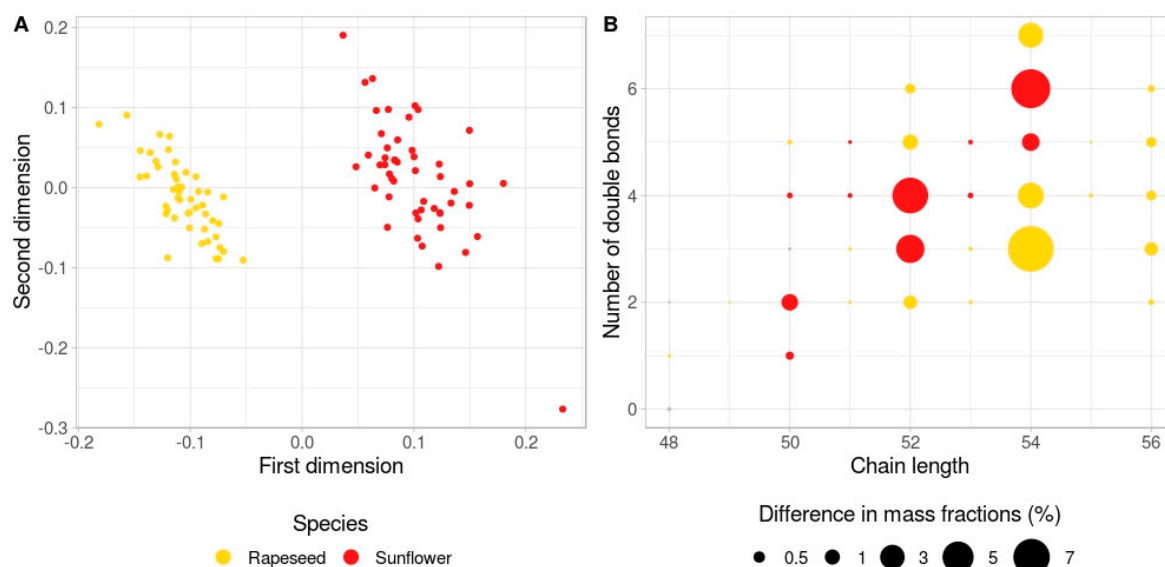 A
0.2
0.1
0.0
-0.1
-0.2
-0.3
Second dimension
-0.2 -0.1 0.0 0.1 0.2
First dimension
Species
Rapeseed Sunflower
B
6
4
2
0
Number of double bonds
48 50 52 54 56
Chain length
Difference in mass fractions (%)
0.5 1 3 5 7